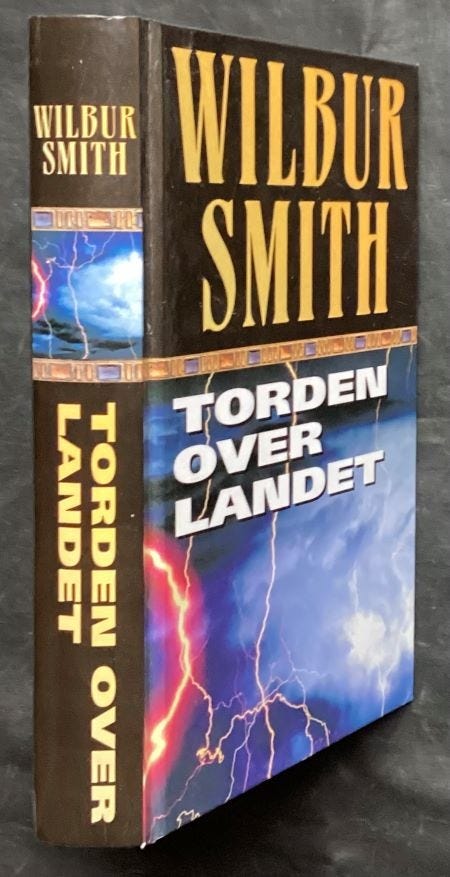 WILBUR
SMITH
TORDEN OVER
LANDET
WILBUR
SMITH
TORDEN
OVER
LANDET